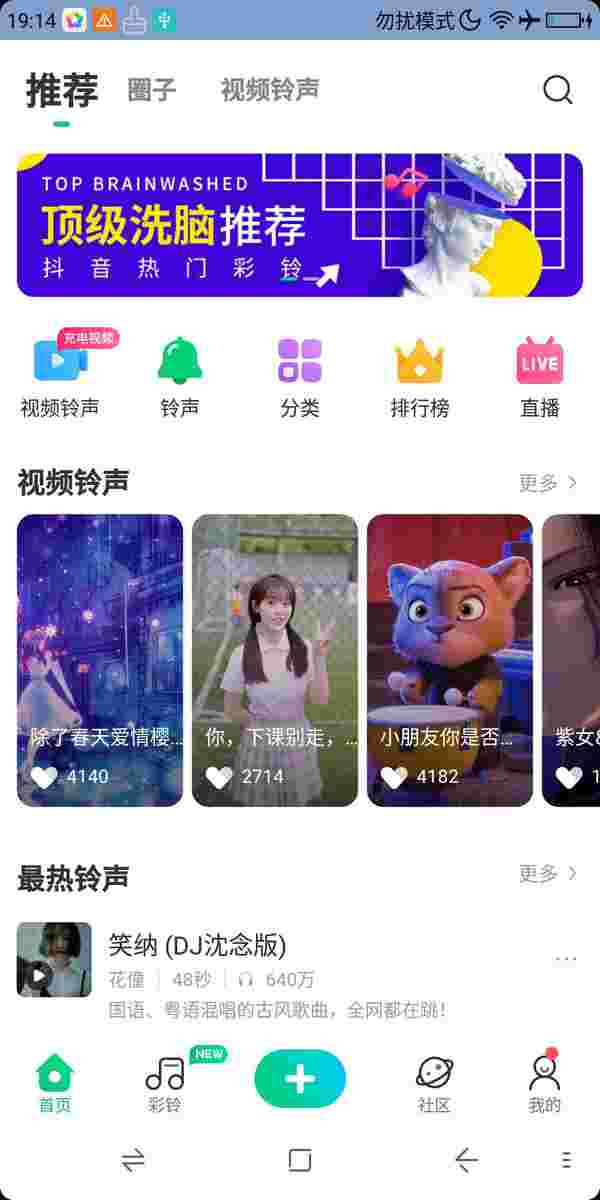 19:14 勿扰模式
推荐 圈子 视频铃声
TOP BRAINWASHED
顶级洗脑推荐
抖音热门彩铃
充电视频
LIVE
视频铃声 铃声 分类 排行榜 直播
视频铃声 更多
除了春天爱情樱... 你，下课别走，... 小朋友你是否... 紫女&
4140 2714 4182 1
最热铃声 更多
笑纳 (DJ沈念版)
花僮 48秒 640万
国语、粤语混唱的古风歌曲，全网都在跳！
NEW
首页 彩铃 社区 我的